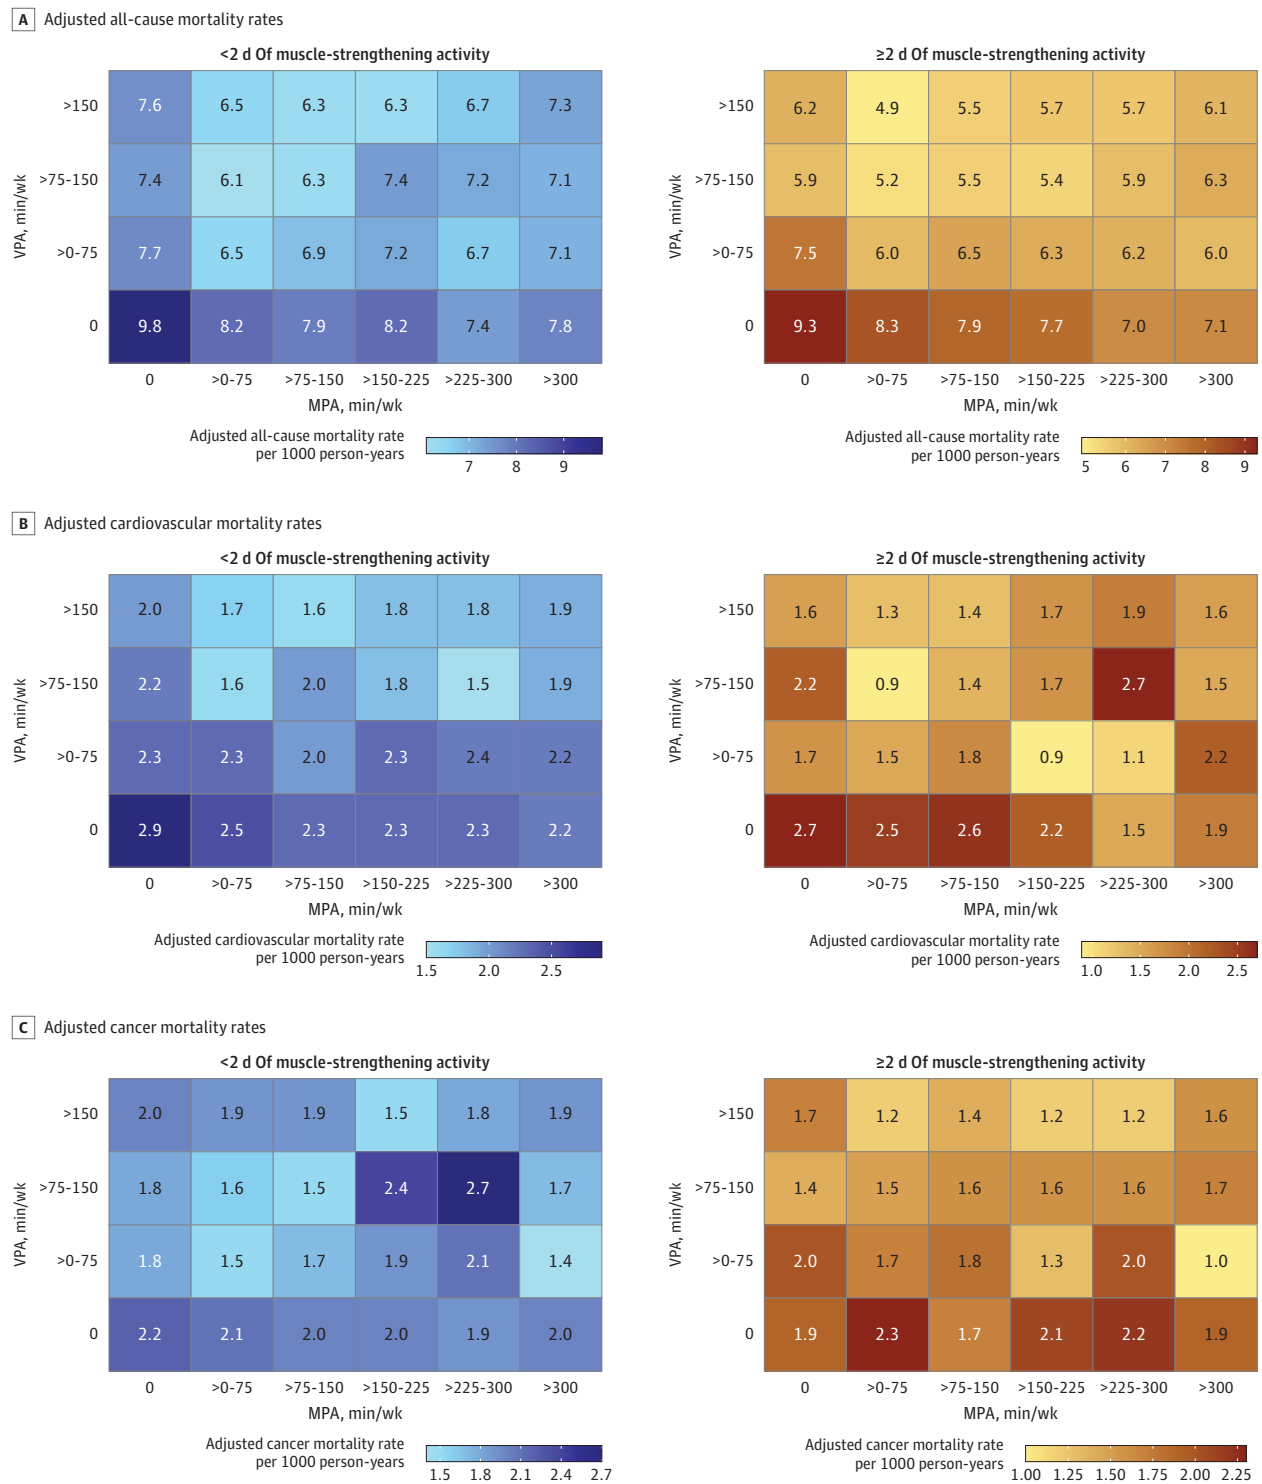 A Adjusted all-cause mortality rates
<2 d Of muscle-strengthening activity
VPA, min/wk
>150 7.6 6.5 6.3 6.3 6.7 7.3
>75-150 7.4 6.1 6.3 7.4 7.2 7.1
>0-75 7.7 6.5 6.9 7.2 6.7 7.1
0 9.8 8.2 7.9 8.2 7.4 7.8
0 >0-75 >75-150 >150-225 >225-300 >300
MPA, min/wk
Adjusted all-cause mortality rate
per 1000 person-years
7 8 9
≥2 d Of muscle-strengthening activity
VPA, min/wk
>150 6.2 4.9 5.5 5.7 5.7 6.1
>75-150 5.9 5.2 5.5 5.4 5.9 6.3
>0-75 7.5 6.0 6.5 6.3 6.2 6.0
0 9.3 8.3 7.9 7.7 7.0 7.1
0 >0-75 >75-150 >150-225 >225-300 >300
MPA, min/wk
Adjusted all-cause mortality rate
per 1000 person-years
5 6 7 8 9
B Adjusted cardiovascular mortality rates
<2 d Of muscle-strengthening activity
VPA, min/wk
>150 2.0 1.7 1.6 1.8 1.8 1.9
>75-150 2.2 1.6 2.0 1.8 1.5 1.9
>0-75 2.3 2.3 2.0 2.3 2.4 2.2
0 2.9 2.5 2.3 2.3 2.3 2.2
0 >0-75 >75-150 >150-225 >225-300 >300
MPA, min/wk
Adjusted cardiovascular mortality rate
per 1000 person-years
1.5 2.0 2.5
≥2 d Of muscle-strengthening activity
VPA, min/wk
>150 1.6 1.3 1.4 1.7 1.9 1.6
>75-150 2.2 0.9 1.4 1.7 2.7 1.5
>0-75 1.7 1.5 1.8 0.9 1.1 2.2
0 2.7 2.5 2.6 2.2 1.5 1.9
0 >0-75 >75-150 >150-225 >225-300 >300
MPA, min/wk
Adjusted cardiovascular mortality rate
per 1000 person-years
1.0 1.5 2.0 2.5
C Adjusted cancer mortality rates
<2 d Of muscle-strengthening activity
VPA, min/wk
>150 2.0 1.9 1.9 1.5 1.8 1.9
>75-150 1.8 1.6 1.5 2.4 2.7 1.7
>0-75 1.8 1.5 1.7 1.9 2.1 1.4
0 2.2 2.1 2.0 2.0 1.9 2.0
0 >0-75 >75-150 >150-225 >225-300 >300
MPA, min/wk
Adjusted cancer mortality rate
per 1000 person-years
1.5 1.8 2.1 2.4 2.7
≥2 d Of muscle-strengthening activity
VPA, min/wk
>150 1.7 1.2 1.4 1.2 1.2 1.6
>75-150 1.4 1.5 1.6 1.6 1.6 1.7
>0-75 2.0 1.7 1.8 1.3 2.0 1.0
0 1.9 2.3 1.7 2.1 2.2 1.9
0 >0-75 >75-150 >150-225 >225-300 >300
MPA, min/wk
Adjusted cancer mortality rate
per 1000 person-years
1.00 1.25 1.50 1.75 2.00 2.25